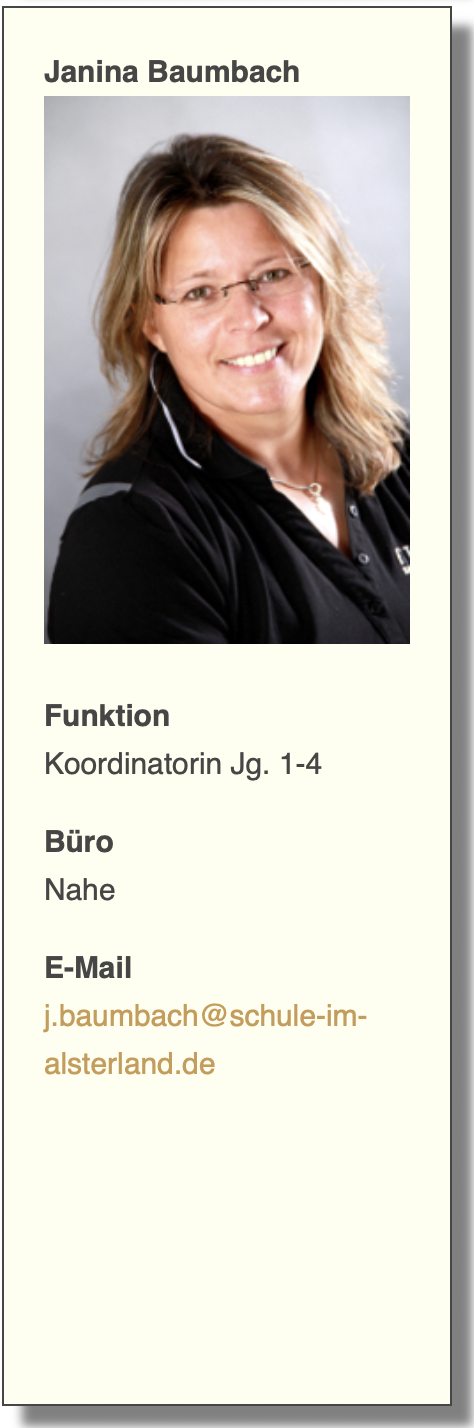 Janina Baumbach
Funktion
Koordinatorin Jg. 1-4
Büro
Nahe
E-Mail
j.baumbach@schule-im-
alsterland.de